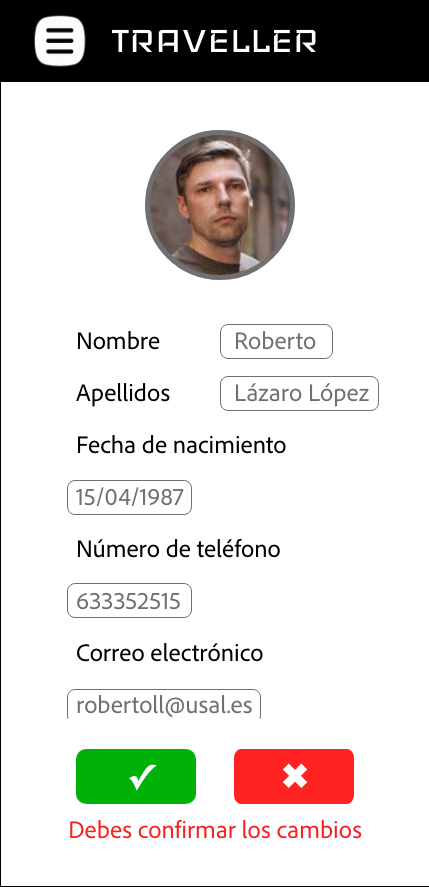 TRAVELLER
Nombre Roberto
Apellidos Lázaro López
Fecha de nacimiento
15/04/1987
Número de teléfono
633352515
Correo electrónico
robertoll@usal.es
Debes confirmar los cambios